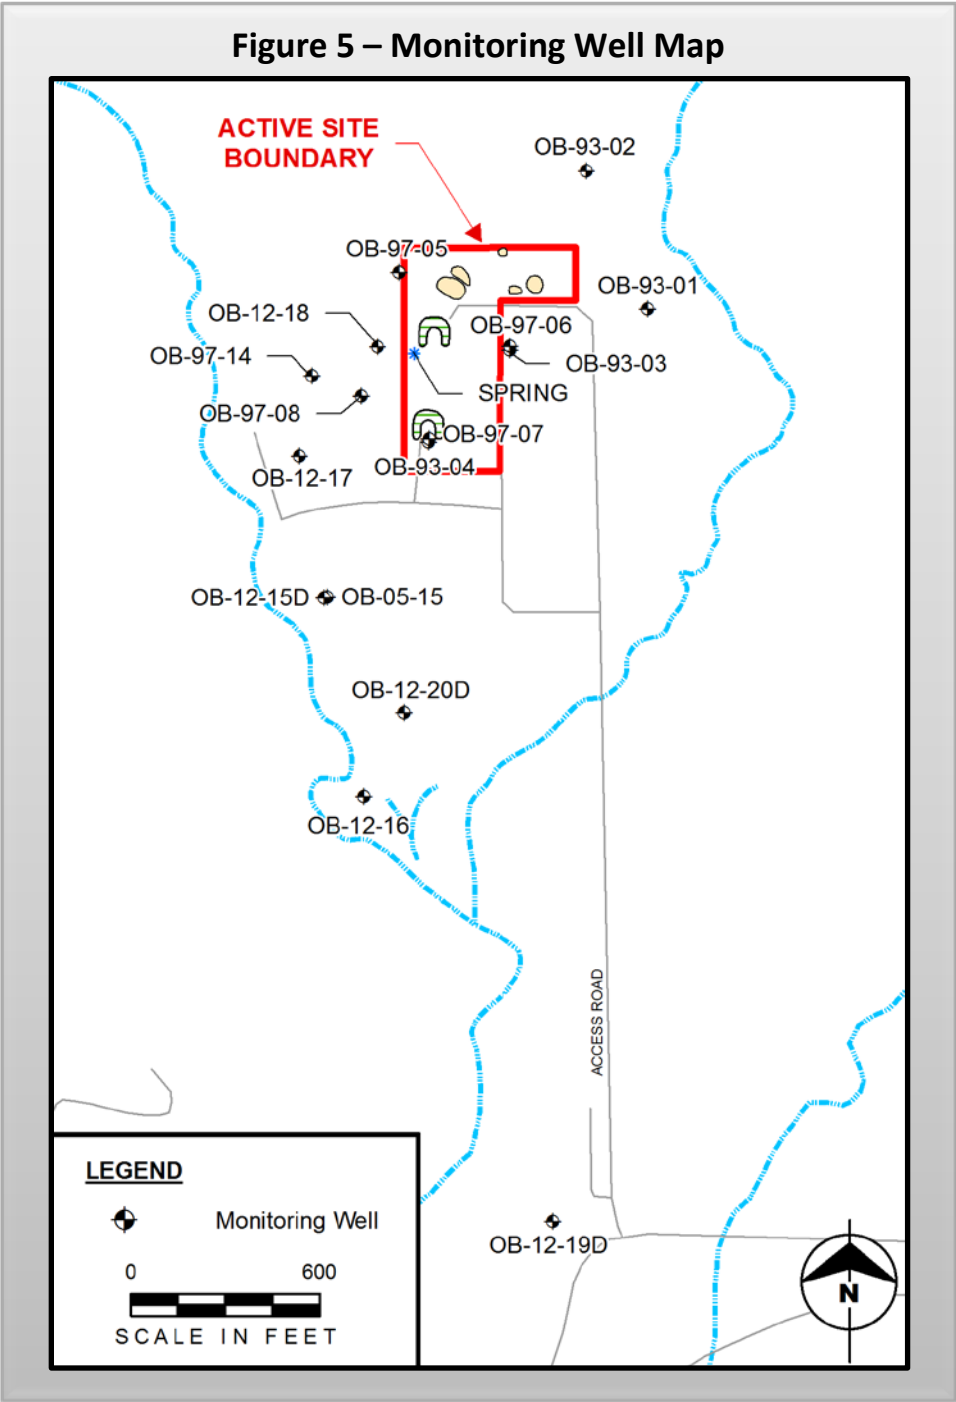 Figure 5 – Monitoring Well Map
ACTIVE SITE
BOUNDARY
OB-93-02
OB-97-05
OB-93-01
OB-12-18
OB-97-06
OB-97-14
OB-93-03
SPRING
OB-97-08
OB-97-07
OB-93-04
OB-12-17
OB-12-15D
OB-05-15
OB-12-20D
OB-12-16
ACCESS ROAD
LEGEND
Monitoring Well
0 600
SCALE IN FEET
OB-12-19D
N